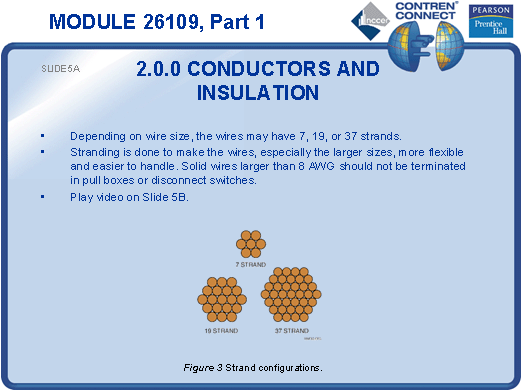 MODULE 26109, Part 1
nccer
CONTREN®
CONNECT
PEARSON
Prentice
Hall
SLIDE 5A
2.0.0 CONDUCTORS AND
INSULATION
• Depending on wire size, the wires may have 7, 19, or 37 strands.
• Stranding is done to make the wires, especially the larger sizes, more flexible
and easier to handle. Solid wires larger than 8 AWG should not be terminated
in pull boxes or disconnect switches.
• Play video on Slide 5B.
7 STRAND
19 STRAND
37 STRAND
Figure 3 Strand configurations.